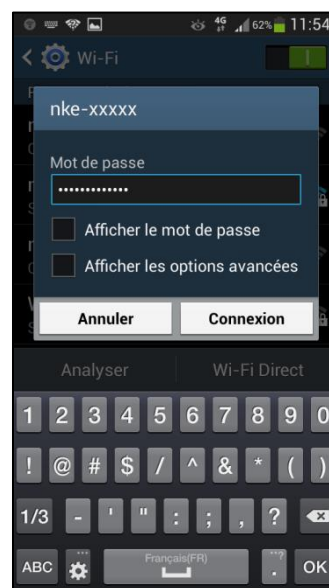 4G 62% 11:54
Wi-Fi
nke-xxxxx
Mot de passe
•••••••••••••
Afficher le mot de passe
Afficher les options avancées
Annuler Connexion
Analyser Wi-Fi Direct
1 2 3 4 5 6 7 8 9 0
! @ # $ / ^ & * ( )
1/3 - ' " : ; , ?
ABC Français(FR) . OK